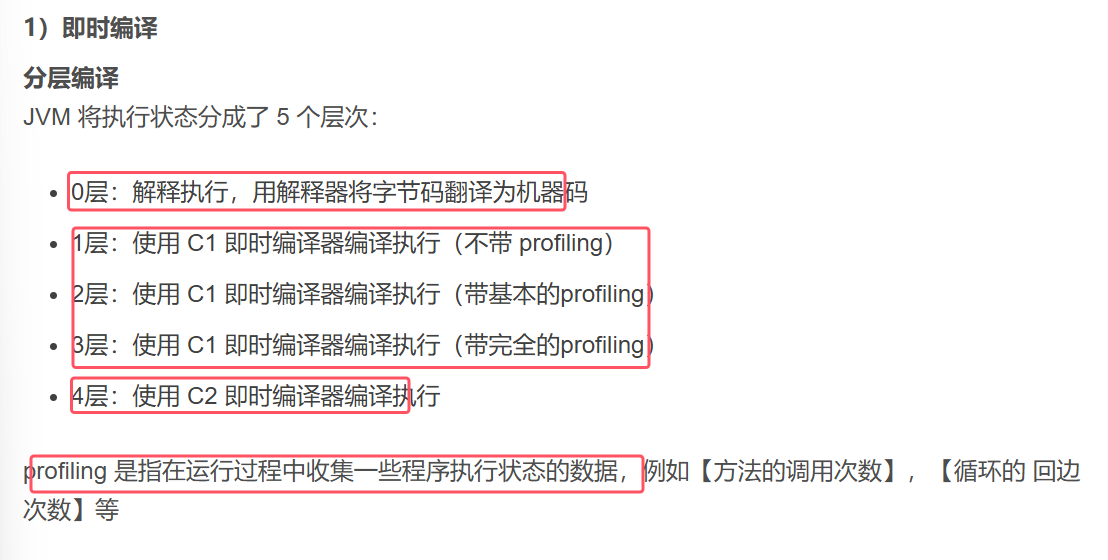 1）即时编译
分层编译
JVM 将执行状态分成了 5 个层次：
0层：解释执行，用解释器将字节码翻译为机器码
1层：使用 C1 即时编译器编译执行（不带 profiling）
2层：使用 C1 即时编译器编译执行（带基本的profiling）
3层：使用 C1 即时编译器编译执行（带完全的profiling）
4层：使用 C2 即时编译器编译执行
profiling 是指在运行过程中收集一些程序执行状态的数据，例如【方法的调用次数】，【循环的 回边
次数】等